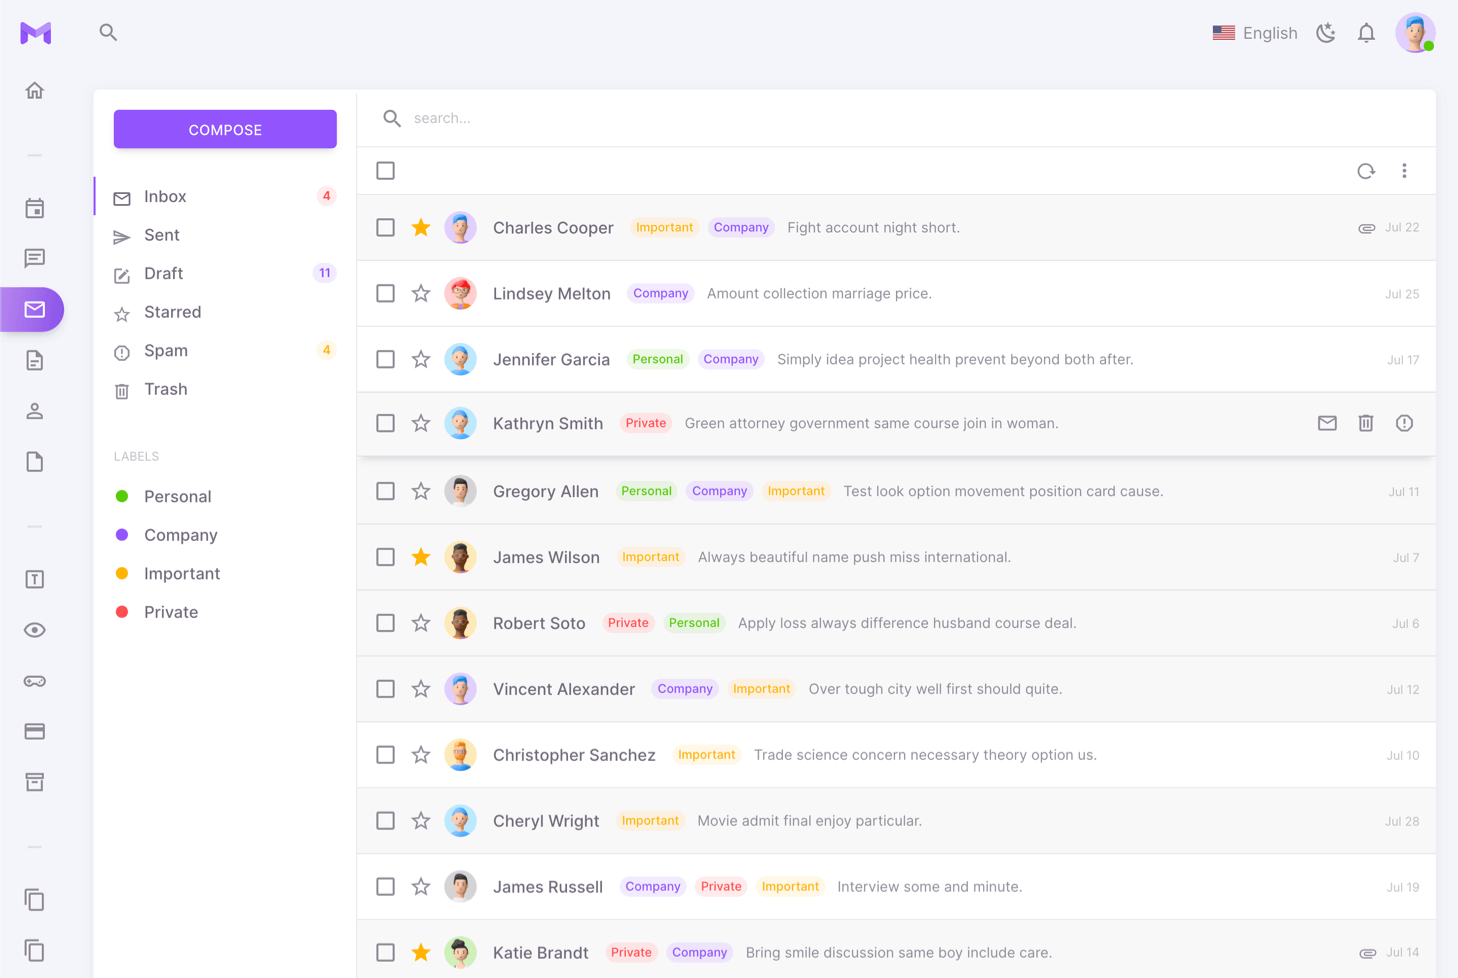 English
COMPOSE
search...
Inbox 4
Sent
Draft 11
Starred
Spam 4
Trash
LABELS
Personal
Company
Important
Private
Charles Cooper Important Company Fight account night short. Jul 22
Lindsey Melton Company Amount collection marriage price. Jul 25
Jennifer Garcia Personal Company Simply idea project health prevent beyond both after. Jul 17
Kathryn Smith Private Green attorney government same course join in woman.
Gregory Allen Personal Company Important Test look option movement position card cause. Jul 11
James Wilson Important Always beautiful name push miss international. Jul 7
Robert Soto Private Personal Apply loss always difference husband course deal. Jul 6
Vincent Alexander Company Important Over tough city well first should quite. Jul 12
Christopher Sanchez Important Trade science concern necessary theory option us. Jul 10
Cheryl Wright Important Movie admit final enjoy particular. Jul 28
James Russell Company Private Important Interview some and minute. Jul 19
Katie Brandt Private Company Bring smile discussion same boy include care. Jul 14